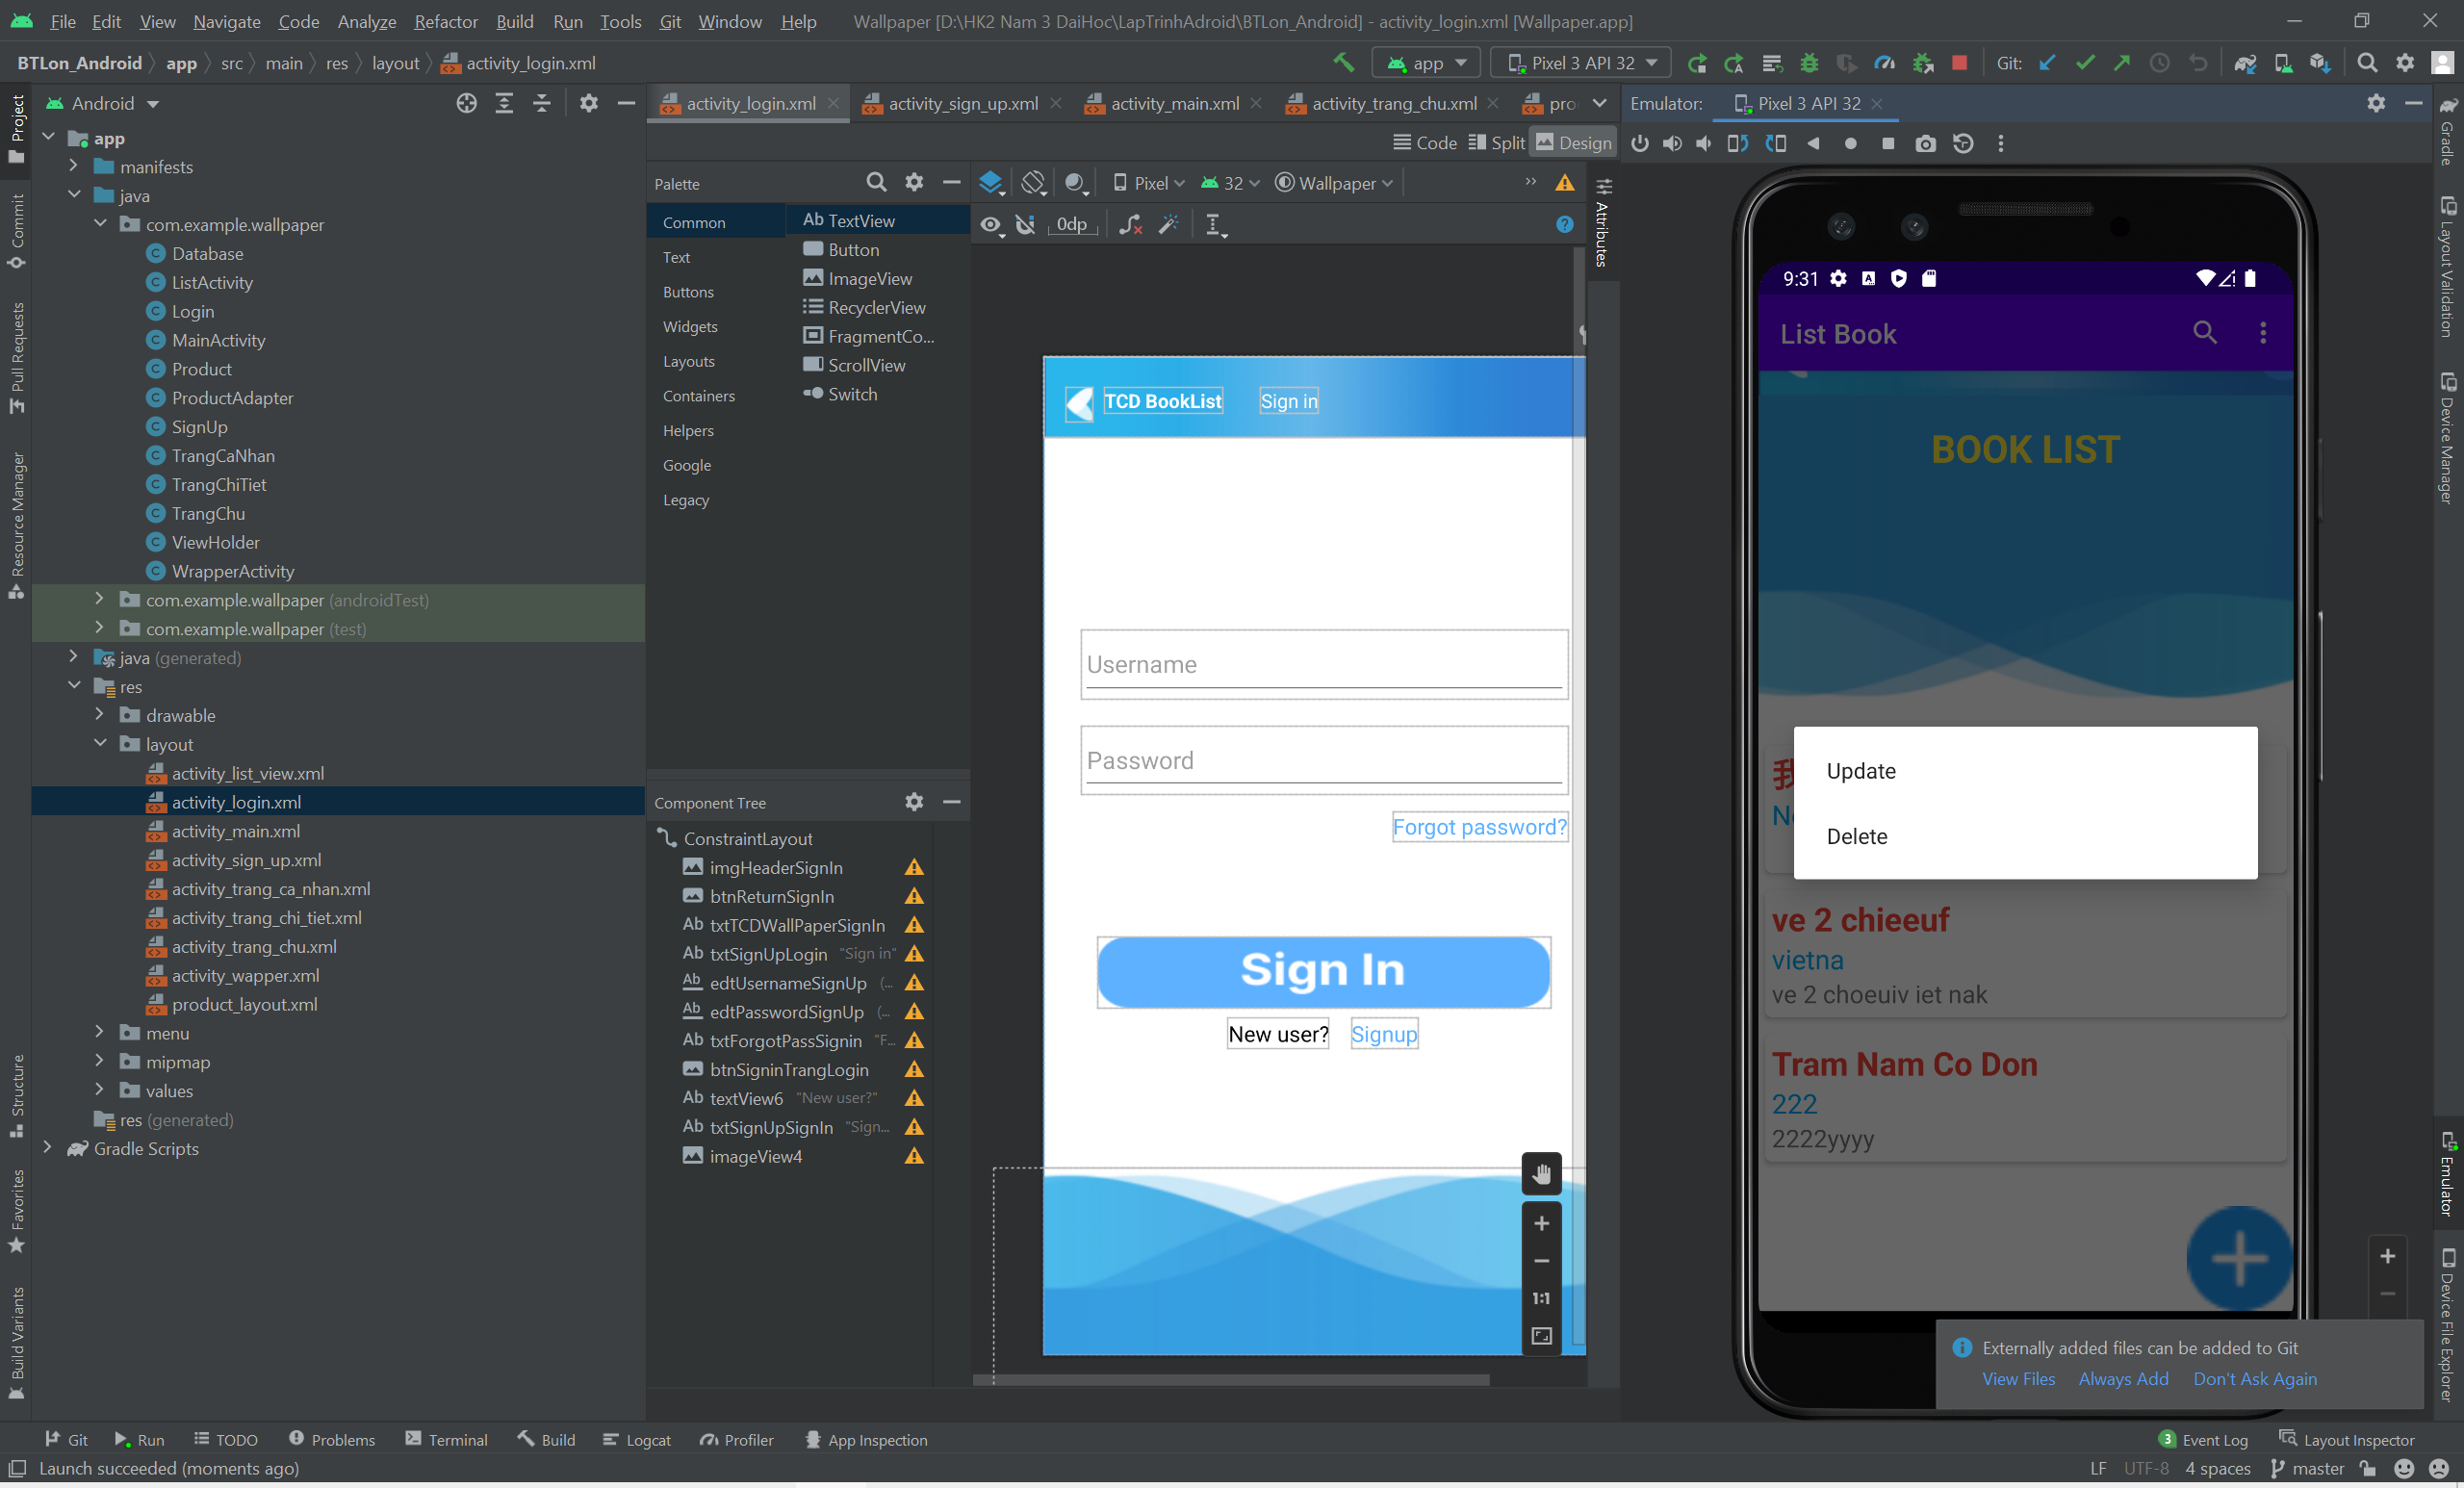 File Edit View Navigate Code Analyze Refactor Build Run Tools Git Window Help Wallpaper [D:\HK2 Nam 3 DaiHoc\LapTrinhAdroid\BTLon_Android] - activity_login.xml [Wallpaper.app]
BTLon_Android app src main res layout activity_login.xml app Pixel 3 API 32 Git:
Project
Commit
Pull Requests
Resource Manager
Structure
Favorites
Build Variants
Android
app
manifests
java
com.example.wallpaper
Database
ListActivity
Login
MainActivity
Product
ProductAdapter
SignUp
TrangCaNhan
TrangChiTiet
TrangChu
ViewHolder
WrapperActivity
com.example.wallpaper (androidTest)
com.example.wallpaper (test)
java (generated)
res
drawable
layout
activity_list_view.xml
activity_login.xml
activity_main.xml
activity_sign_up.xml
activity_trang_ca_nhan.xml
activity_trang_chi_tiet.xml
activity_trang_chu.xml
activity_wapper.xml
product_layout.xml
menu
mipmap
values
res (generated)
Gradle Scripts
activity_login.xml activity_sign_up.xml activity_main.xml activity_trang_chu.xml pro
Code Split Design
Palette
Common
Text
Buttons
Widgets
Layouts
Containers
Helpers
Google
Legacy
Ab TextView
Button
ImageView
RecyclerView
FragmentCo...
ScrollView
Switch
Component Tree
ConstraintLayout
imgHeaderSignIn
btnReturnSignIn
Ab txtTCDWallPaperSignIn
Ab txtSignUpLogin "Sign in"
Ab edtUsernameSignUp (...
Ab edtPasswordSignUp (...
Ab txtForgotPassSignin "F...
btnSigninTrangLogin
Ab textView6 "New user?"
Ab txtSignUpSignIn "Sign...
imageView4
Pixel 32 Wallpaper
0dp
TCD BookList Sign in
Username
Password
Forgot password?
Sign In
New user? Signup
1:1
Attributes
Emulator: Pixel 3 API 32
9:31
List Book
BOOK LIST
Update
Delete
ve 2 chieeuf
vietna
ve 2 choeuiv iet nak
Tram Nam Co Don
222
2222yyyy
Externally added files can be added to Git
View Files Always Add Don't Ask Again
Gradle
Layout Validation
Device Manager
Emulator
Device File Explorer
Git Run TODO Problems Terminal Build Logcat Profiler App Inspection 3 Event Log Layout Inspector
Launch succeeded (moments ago) LF UTF-8 4 spaces master